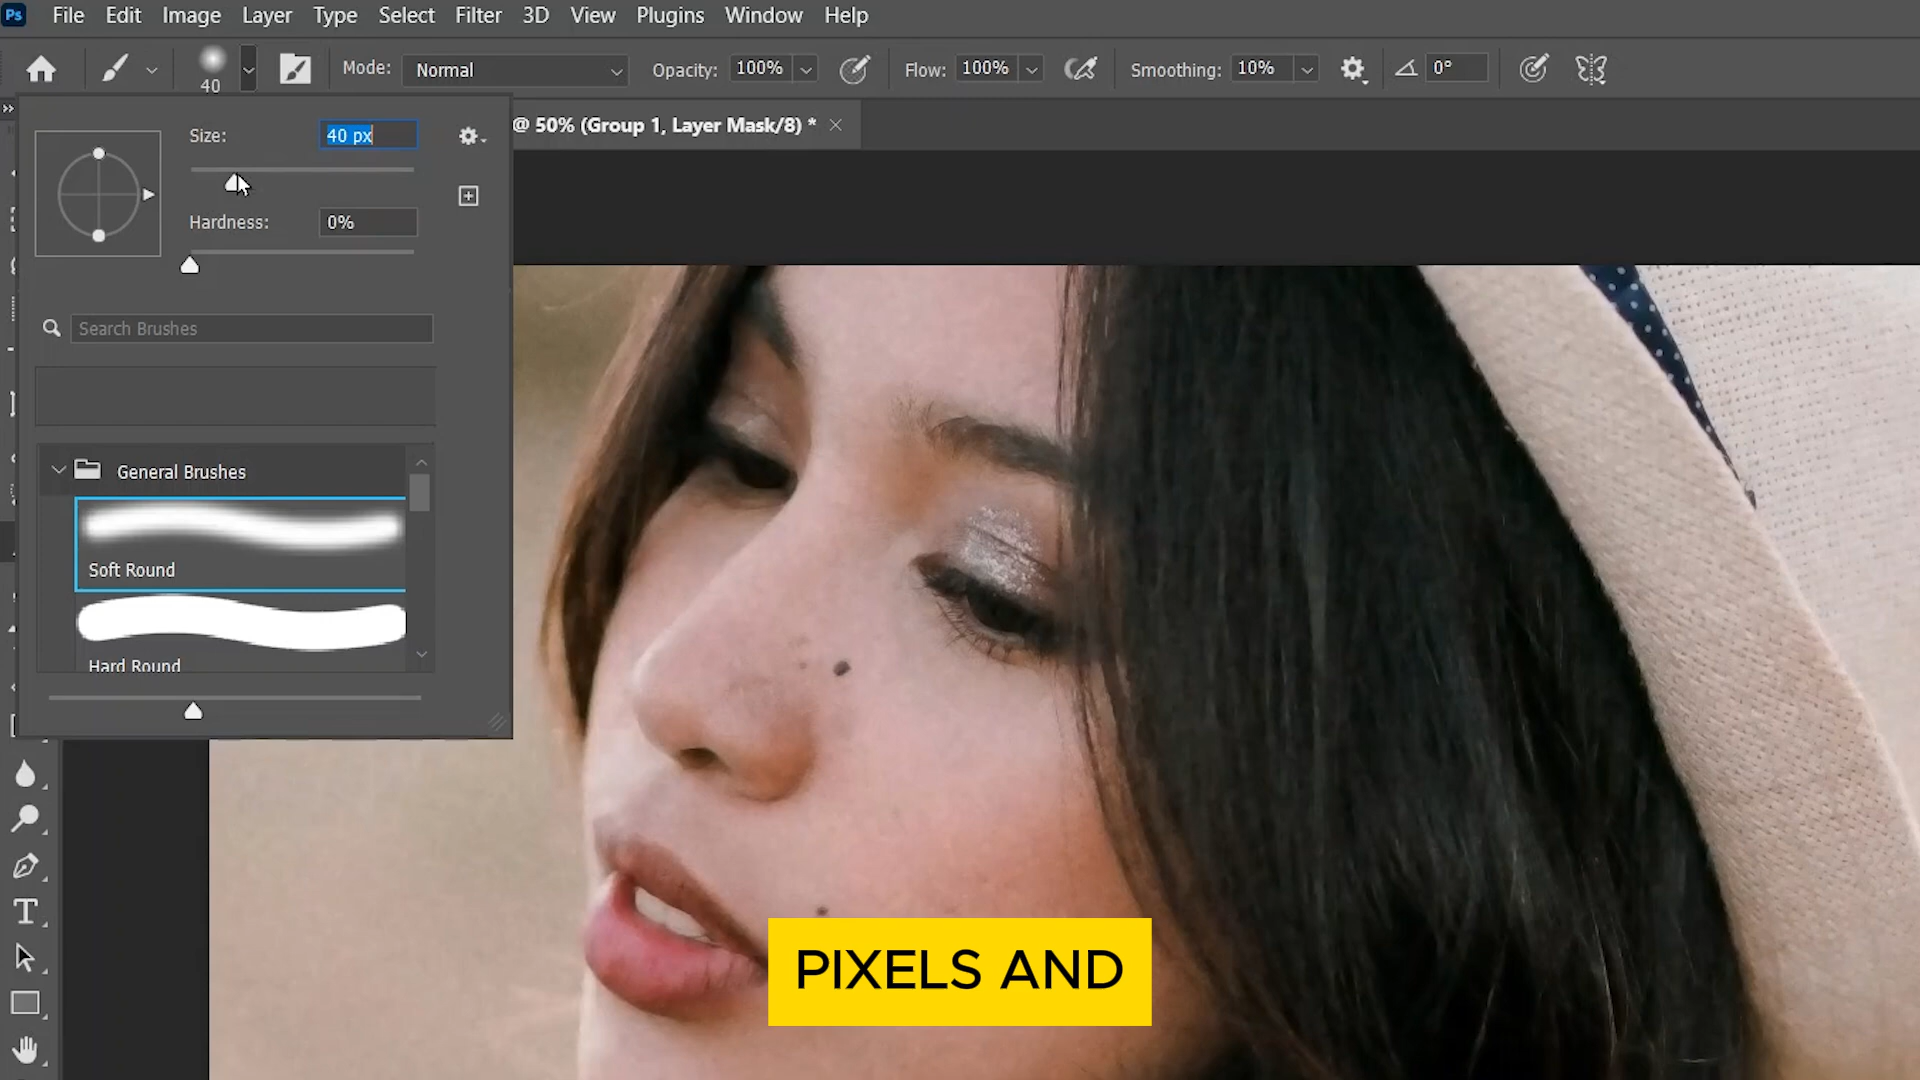 Ps File Edit Image Layer Type Select Filter 3D View Plugins Window Help
40 Mode: Normal Opacity: 100% Flow: 100% Smoothing: 10% 0°
@ 50% (Group 1, Layer Mask/8) *
Size: 40 px
Hardness: 0%
Search Brushes
General Brushes
Soft Round
Hard Round
T
PIXELS AND